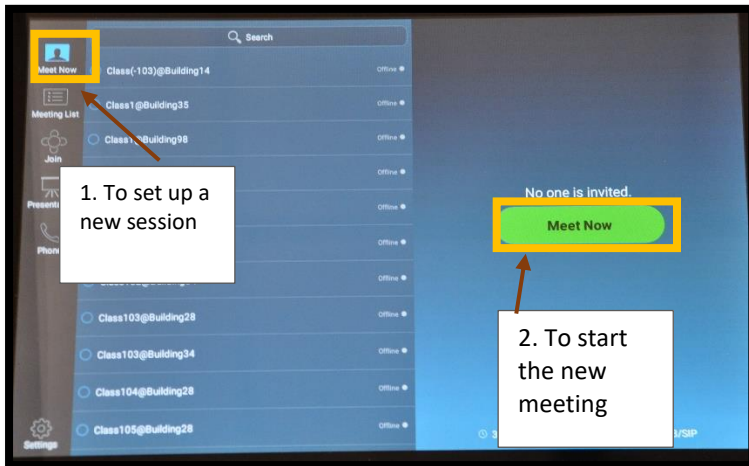 Search
Meet Now
Class(-103)@Building14
Offline
Meeting List
Class1@Building35
Offline
Class1@Building98
Offline
Join
Offline
1. To set up a
new session
Offline
No one is invited.
Meet Now
Offline
Offline
Class103@Building28
Offline
Class103@Building34
Offline
2. To start
the new
meeting
Class104@Building28
Offline
Class105@Building28
Offline
Settings